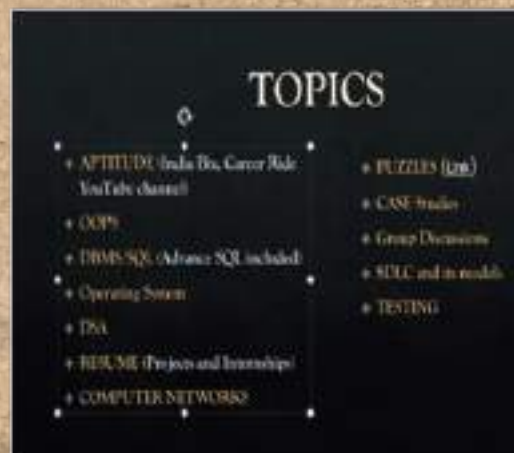 TOPICS
APTITUDE (India Bix, Career Ride
YouTube channel)
OOPS
DBMS SQL (Advance SQL included)
Operating System
DSA
RESUME (Projects and Internships)
COMPUTER NETWORKS
PUZZLES (Link)
CASE Studies
Group Discussions
SDLC and its models
TESTING